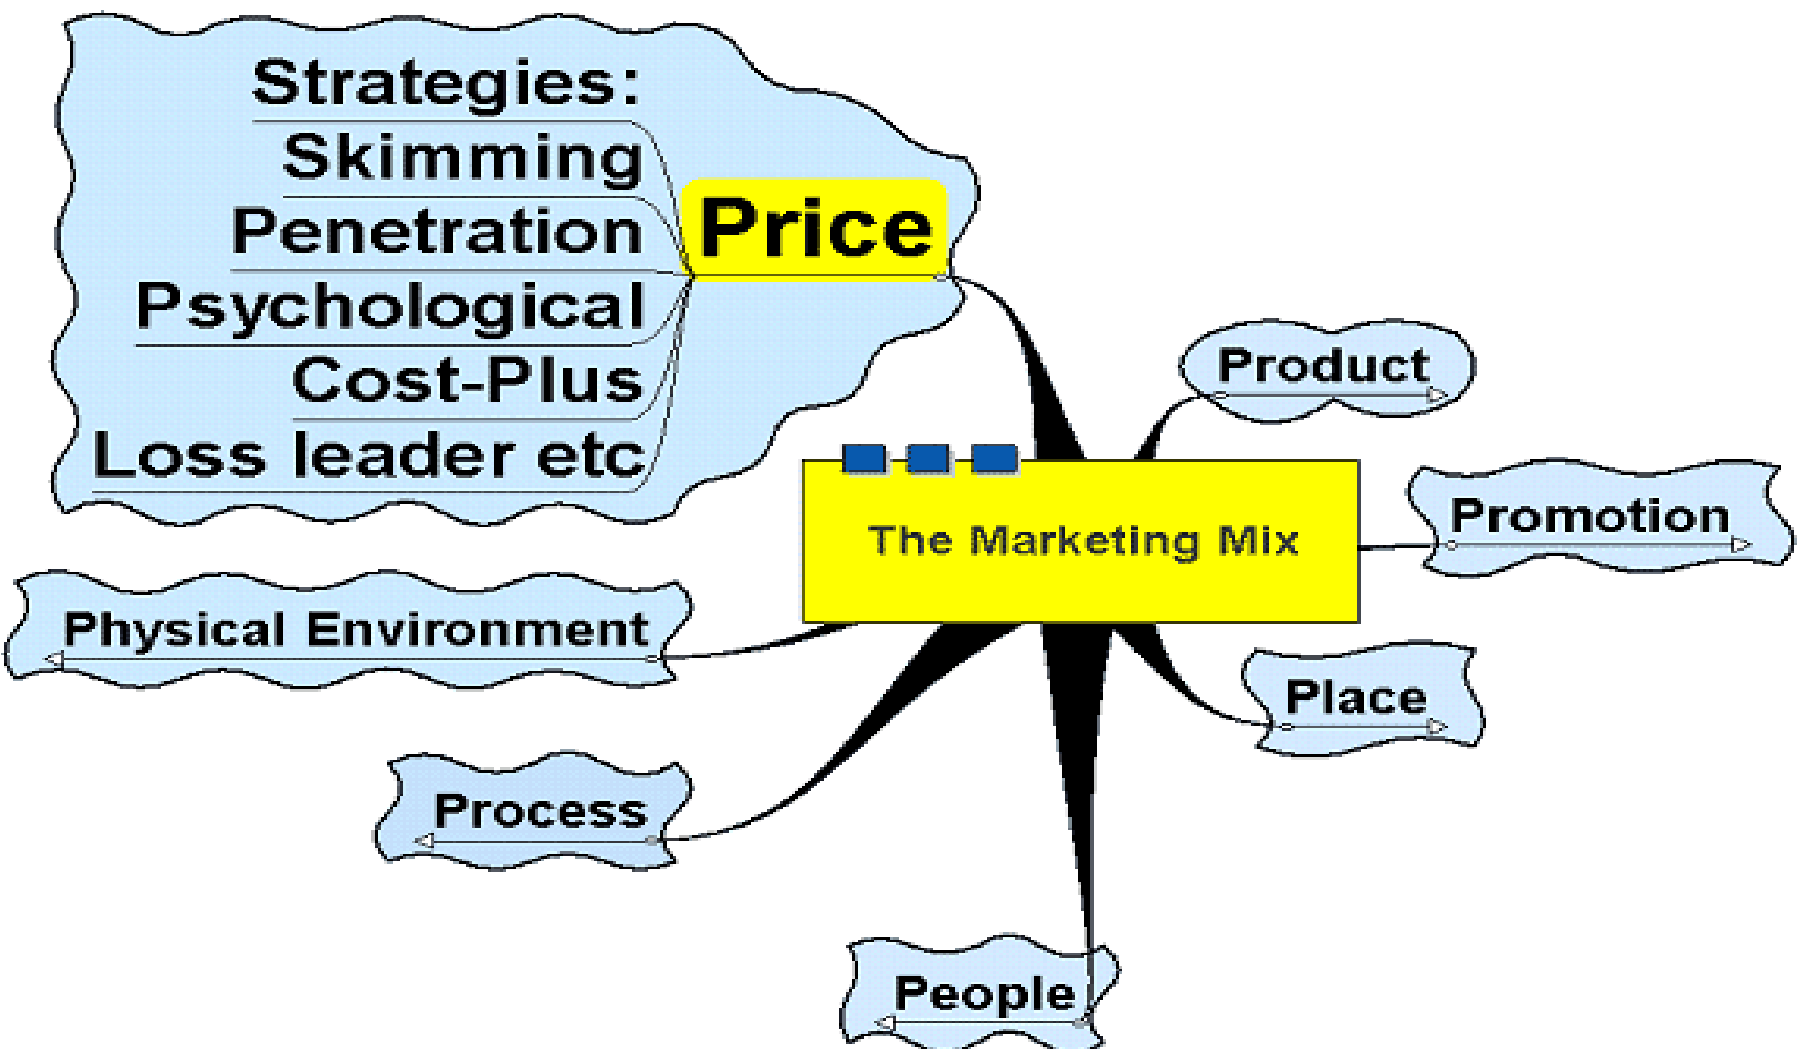 Strategies:
Skimming
Penetration
Psychological
Cost-Plus
Loss leader etc
Price
Product
The Marketing Mix
Promotion
Physical Environment
Place
Process
People